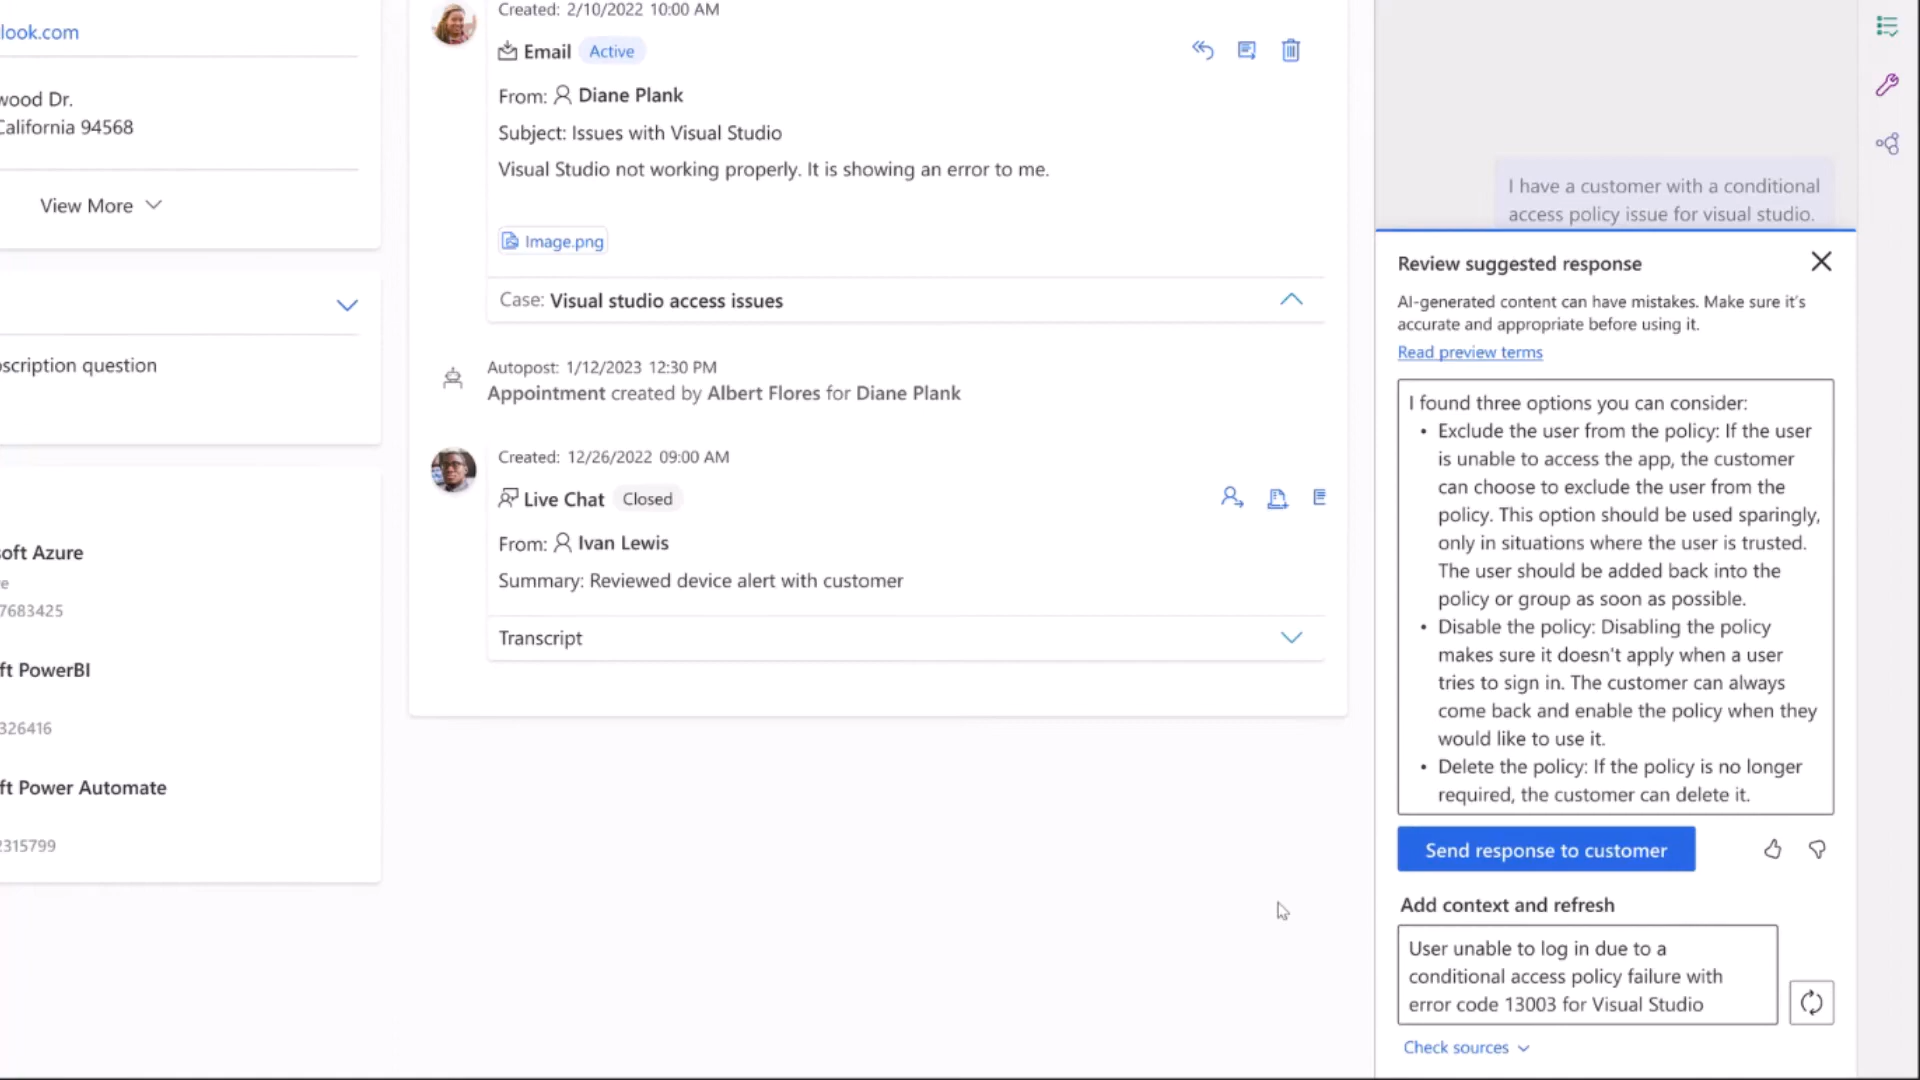 look.com
wood Dr.
California 94568
View More
scription question
soft Azure
e
7683425
ft PowerBI
326416
ft Power Automate
2315799
Created: 2/10/2022 10:00 AM
Email Active
From: Diane Plank
Subject: Issues with Visual Studio
Visual Studio not working properly. It is showing an error to me.
Image.png
Case: Visual studio access issues
Autopost: 1/12/2023 12:30 PM
Appointment created by Albert Flores for Diane Plank
Created: 12/26/2022 09:00 AM
Live Chat Closed
From: Ivan Lewis
Summary: Reviewed device alert with customer
Transcript
I have a customer with a conditional
access policy issue for visual studio.
Review suggested response
AI-generated content can have mistakes. Make sure it's
accurate and appropriate before using it.
Read preview terms
I found three options you can consider:
• Exclude the user from the policy: If the user
is unable to access the app, the customer
can choose to exclude the user from the
policy. This option should be used sparingly,
only in situations where the user is trusted.
The user should be added back into the
policy or group as soon as possible.
• Disable the policy: Disabling the policy
makes sure it doesn't apply when a user
tries to sign in. The customer can always
come back and enable the policy when they
would like to use it.
• Delete the policy: If the policy is no longer
required, the customer can delete it.
Send response to customer
Add context and refresh
User unable to log in due to a
conditional access policy failure with
error code 13003 for Visual Studio
Check sources